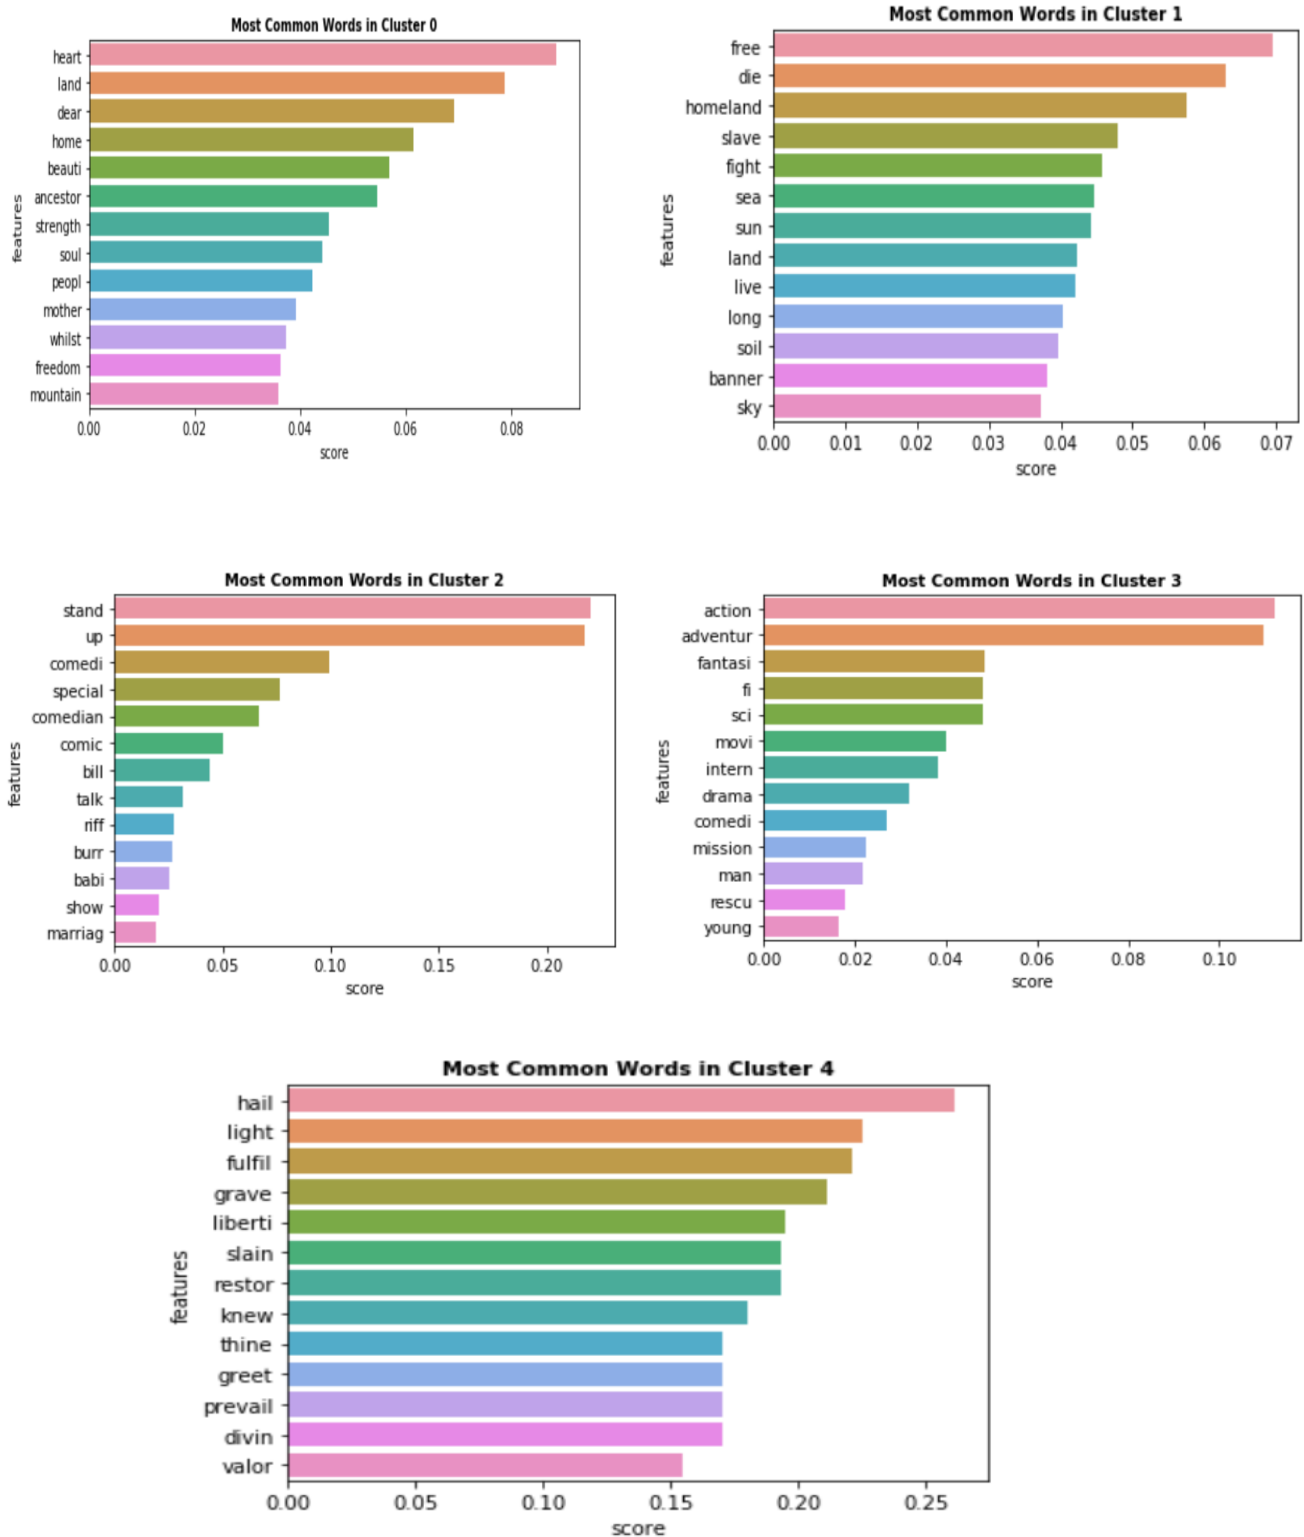 Most Common Words in Cluster 0
features
heart
land
dear
home
beauti
ancestor
strength
soul
peopl
mother
whilst
freedom
mountain
0.00 0.02 0.04 0.06 0.08
score
Most Common Words in Cluster 1
features
free
die
homeland
slave
fight
sea
sun
land
live
long
soil
banner
sky
0.00 0.01 0.02 0.03 0.04 0.05 0.06 0.07
score
Most Common Words in Cluster 2
features
stand
up
comedi
special
comedian
comic
bill
talk
riff
burr
babi
show
marriag
0.00 0.05 0.10 0.15 0.20
score
Most Common Words in Cluster 3
features
action
adventur
fantasi
fi
sci
movi
intern
drama
comedi
mission
man
rescu
young
0.00 0.02 0.04 0.06 0.08 0.10
score
Most Common Words in Cluster 4
features
hail
light
fulfil
grave
liberti
slain
restor
knew
thine
greet
prevail
divin
valor
0.00 0.05 0.10 0.15 0.20 0.25
score